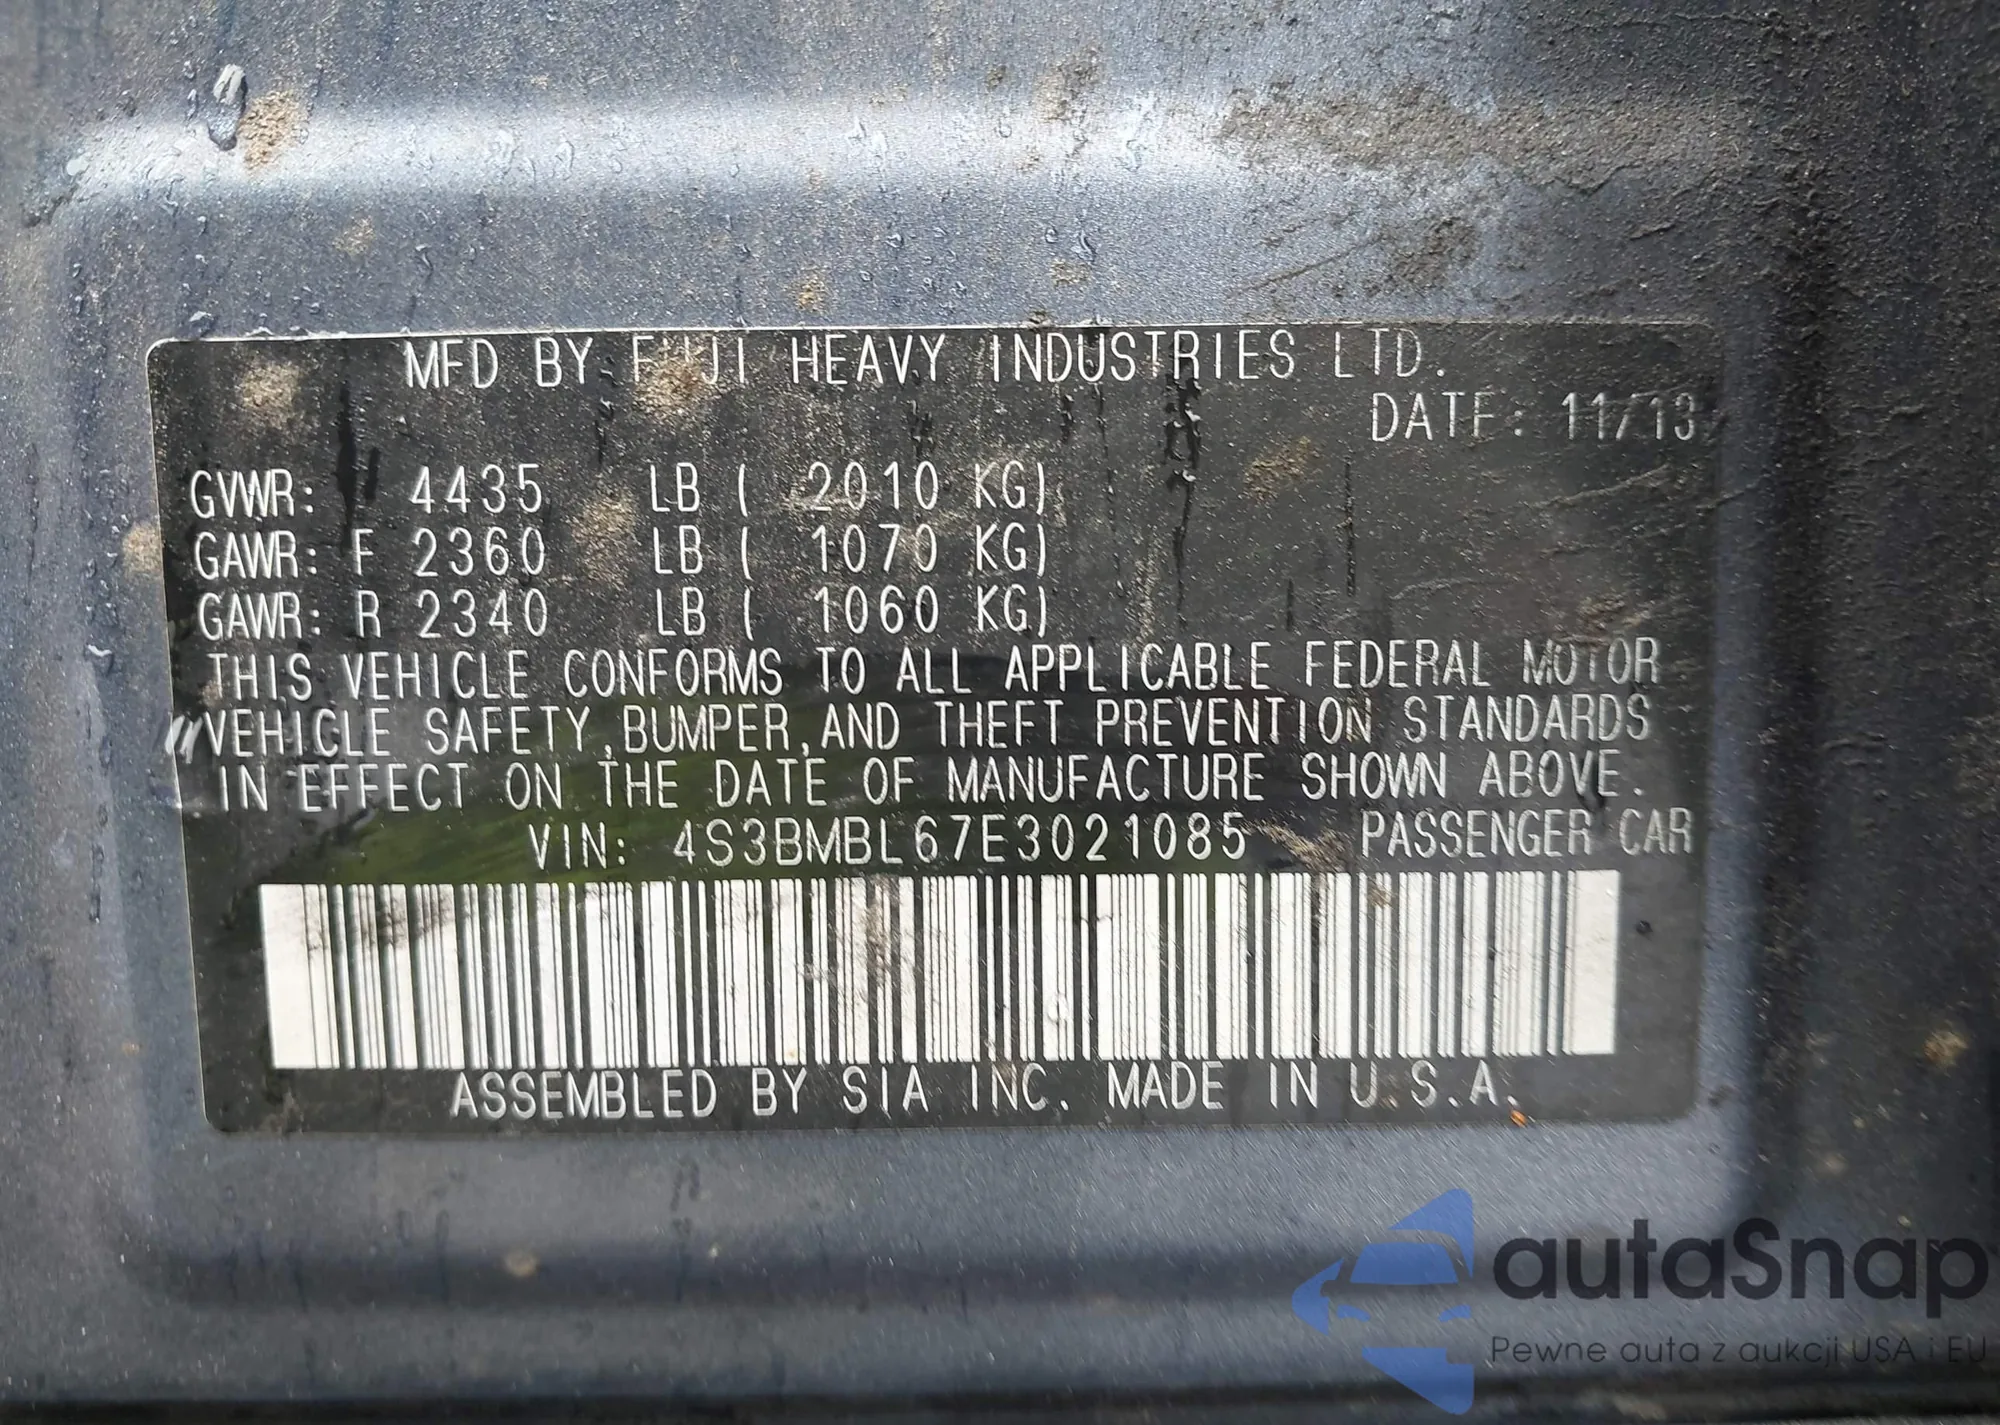 MFD BY FUJI HEAVY INDUSTRIES LTD.
DATE: 11/13
GVWR: 4435 LB ( 2010 KG)
GAWR: F 2360 LB ( 1070 KG)
GAWR: R 2340 LB ( 1060 KG)
THIS VEHICLE CONFORMS TO ALL APPLICABLE FEDERAL MOTOR
VEHICLE SAFETY,BUMPER,AND THEFT PREVENTION STANDARDS
IN EFFECT ON THE DATE OF MANUFACTURE SHOWN ABOVE.
VIN: 4S3BMBL67E3021085 PASSENGER CAR
ASSEMBLED BY SIA INC. MADE IN U.S.A.
autaSnap
Pewne auta z aukcji USA i EU